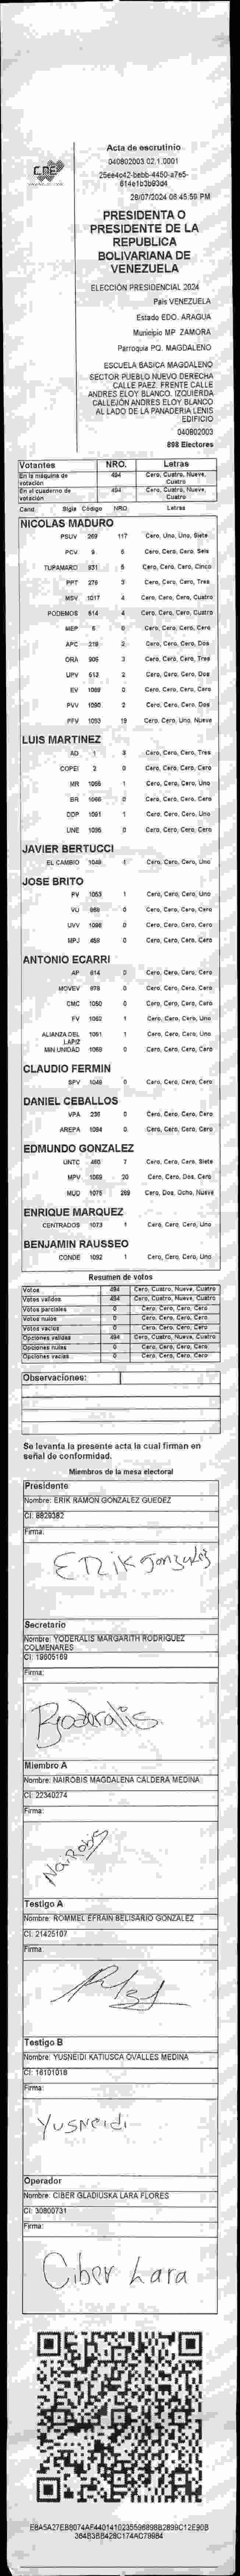 CNE
Acta de escrutinio
040802003.02.1.0001
28/07/2024 06:45:59 PM
PRESIDENTA O
PRESIDENTE DE LA
REPUBLICA
BOLIVARIANA DE
VENEZUELA
ELECCIÓN PRESIDENCIAL 2024
País VENEZUELA
Estado EDO. ARAGUA
Municipio MP. ZAMORA
Parroquia PQ. MAGDALENO
ESCUELA BASICA MAGDALENO
SECTOR PUEBLO NUEVO DERECHA
CALLE PAEZ. FRENTE CALLE
ANDRES ELOY BLANCO. IZQUIERDA
CALLEJÓN ANDRES ELOY BLANCO
AL LADO DE LA PANADERIA LENIS
EDIFICIO
040802003
898 Electores
Votantes NRO. Letras
En la máquina de votación 494 Cero, Cuatro, Nueve, Cuatro
En el cuaderno de votación 494 Cero, Cuatro, Nueve, Cuatro
Cand. Sigla Código NRO. Letras
NICOLAS MADURO
PSUV 269 117 Cero, Uno, Uno, Siete
PCV 9 6 Cero, Cero, Cero, Seis
TUPAMARO 931 5 Cero, Cero, Cero, Cinco
PPT 276 3 Cero, Cero, Cero, Tres
MSV 1017 4 Cero, Cero, Cero, Cuatro
PODEMOS 614 4 Cero, Cero, Cero, Cuatro
MEP 5 0 Cero, Cero, Cero, Cero
APC 219 2 Cero, Cero, Cero, Dos
ORA 905 3 Cero, Cero, Cero, Tres
UPV 613 2 Cero, Cero, Cero, Dos
EV 1089 0 Cero, Cero, Cero, Cero
PVV 1090 2 Cero, Cero, Cero, Dos
PFV 1093 19 Cero, Cero, Uno, Nueve
LUIS MARTINEZ
AD 1 3 Cero, Cero, Cero, Tres
COPEI 2 0 Cero, Cero, Cero, Cero
MR 1065 1 Cero, Cero, Cero, Uno
BR 1066 0 Cero, Cero, Cero, Cero
DDP 1091 1 Cero, Cero, Cero, Uno
UNE 1095 0 Cero, Cero, Cero, Cero
JAVIER BERTUCCI
EL CAMBIO 1048 1 Cero, Cero, Cero, Uno
JOSE BRITO
PV 1053 1 Cero, Cero, Cero, Uno
VU 868 0 Cero, Cero, Cero, Cero
UVV 1086 0 Cero, Cero, Cero, Cero
MPJ 458 0 Cero, Cero, Cero, Cero
ANTONIO ECARRI
AP 814 0 Cero, Cero, Cero, Cero
MOVEV 979 0 Cero, Cero, Cero, Cero
CMC 1050 0 Cero, Cero, Cero, Cero
FV 1052 1 Cero, Cero, Cero, Uno
ALIANZA DEL LAPIZ 1051 1 Cero, Cero, Cero, Uno
MIN UNIDAD 1069 0 Cero, Cero, Cero, Cero
CLAUDIO FERMIN
SPV 1049 0 Cero, Cero, Cero, Cero
DANIEL CEBALLOS
VPA 236 0 Cero, Cero, Cero, Cero
AREPA 1094 0 Cero, Cero, Cero, Cero
EDMUNDO GONZALEZ
UNTC 460 7 Cero, Cero, Cero, Siete
MPV 1069 20 Cero, Cero, Dos, Cero
MUD 1075 289 Cero, Dos, Ocho, Nueve
ENRIQUE MARQUEZ
CENTRADOS 1073 1 Cero, Cero, Cero, Uno
BENJAMIN RAUSSEO
CONDE 1092 1 Cero, Cero, Cero, Uno
Resumen de votos
Votos 494 Cero, Cuatro, Nueve, Cuatro
Votos validos 494 Cero, Cuatro, Nueve, Cuatro
Votos parciales 0 Cero, Cero, Cero, Cero
Votos nulos 0 Cero, Cero, Cero, Cero
Votos vacios 0 Cero, Cero, Cero, Cero
Opciones validas 494 Cero, Cuatro, Nueve, Cuatro
Opciones nulas 0 Cero, Cero, Cero, Cero
Opciones vacias 0 Cero, Cero, Cero, Cero
Observaciones:
Se levanta la presente acta la cual firman en
señal de conformidad.
Miembros de la mesa electoral
Presidente
Nombre: ERIK RAMON GONZALEZ GUEDEZ
CI: 8829382
Firma:
Erik Gonzalez
Secretario
Nombre: YODERALIS MARGARITH RODRIGUEZ
COLMENARES
CI: 19605169
Firma:
Miembro A
Nombre: NAIROBIS MAGDALENA CALDERA MEDINA
CI: 22340274
Firma:
Nairobis
Testigo A
Nombre: ROMMEL EFRAIN BELISARIO GONZALEZ
CI: 21425107
Firma:
Testigo B
Nombre: YUSNEIDI KATIUSCA OVALLES MEDINA
CI: 16101018
Firma:
Yusneidi
Operador
Nombre: CIBER GLADIUSKA LARA FLORES
CI: 30800731
Firma:
Ciber Lara